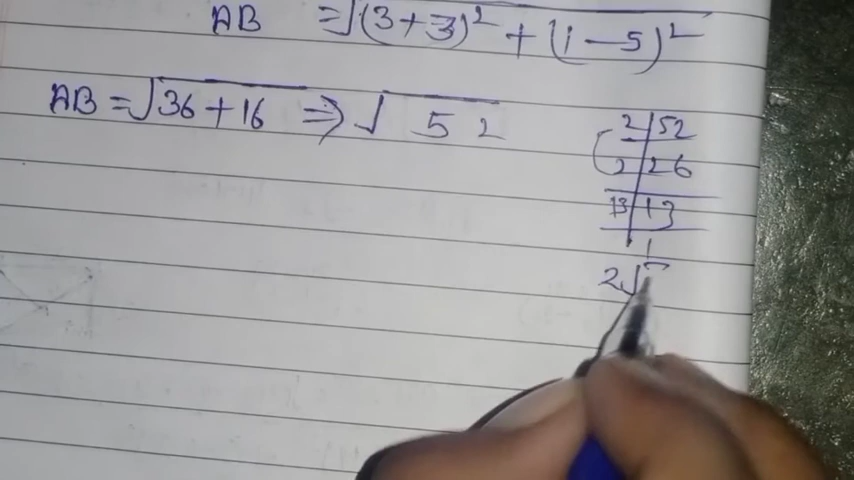 AB = √(3+3)² + (1-5)²
AB = √36+16 ⇒ √52
2 | 52
2 | 26
13 | 13
1
2√